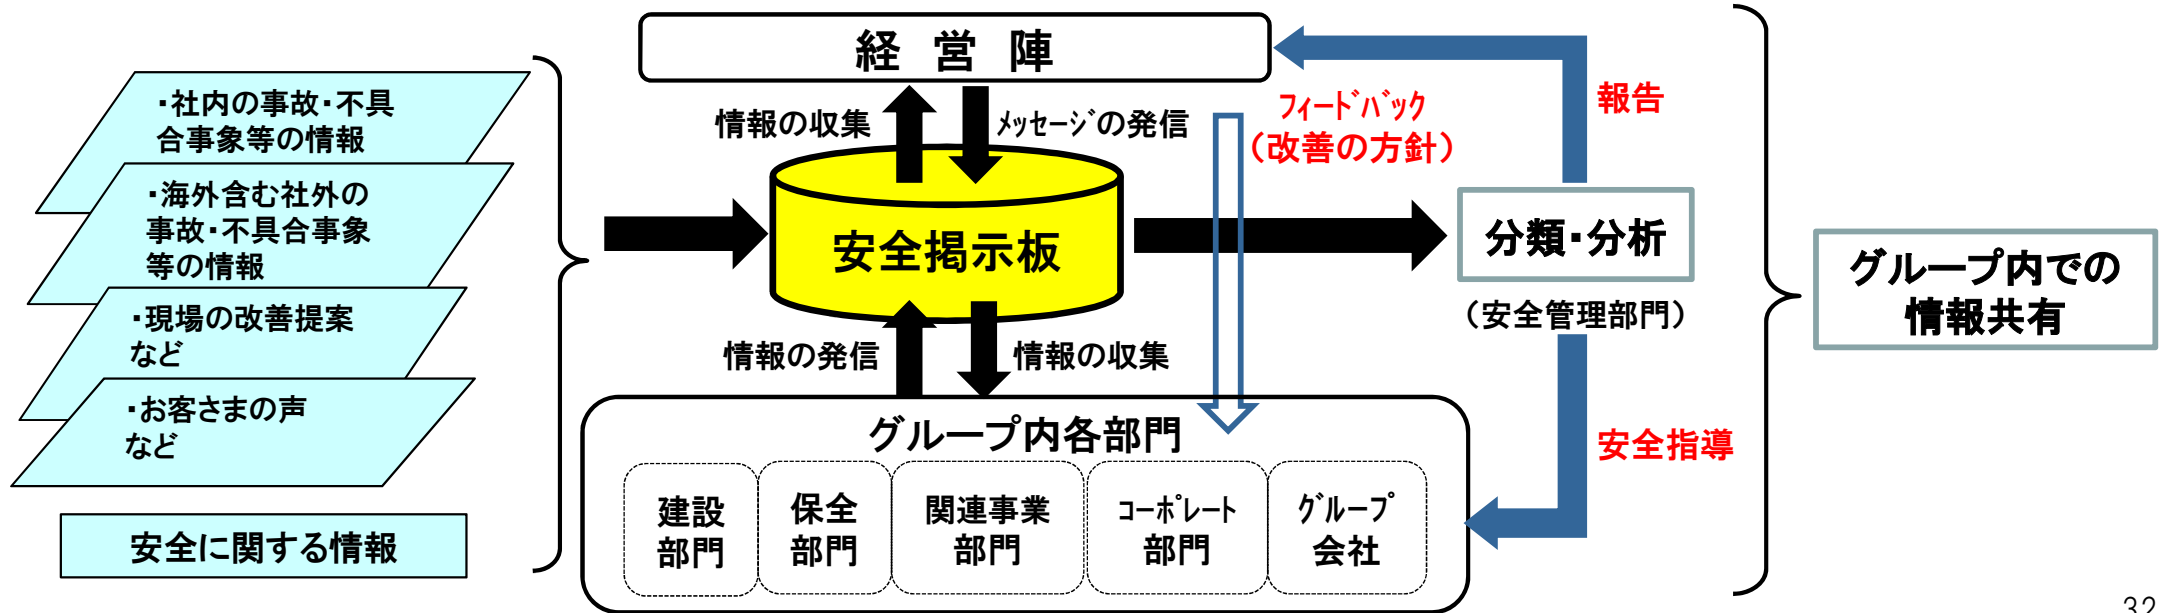 ・社内の事故・不具
合事象等の情報
・海外含む社外の
事故・不具合事象
等の情報
・現場の改善提案
など
・お客さまの声
など
安全に関する情報
経 営 陣
情報の収集
ﾒｯｾｰｼﾞの発信
ﾌｨｰﾄﾞﾊﾞｯｸ
（改善の方針）
報告
安全掲示板
分類・分析
（安全管理部門）
情報の発信
情報の収集
安全指導
グループ内各部門
建設
部門
保全
部門
関連事業
部門
ｺｰﾎﾟﾚｰﾄ
部門
ｸﾞﾙｰﾌﾟ
会社
グループ内での
情報共有
32